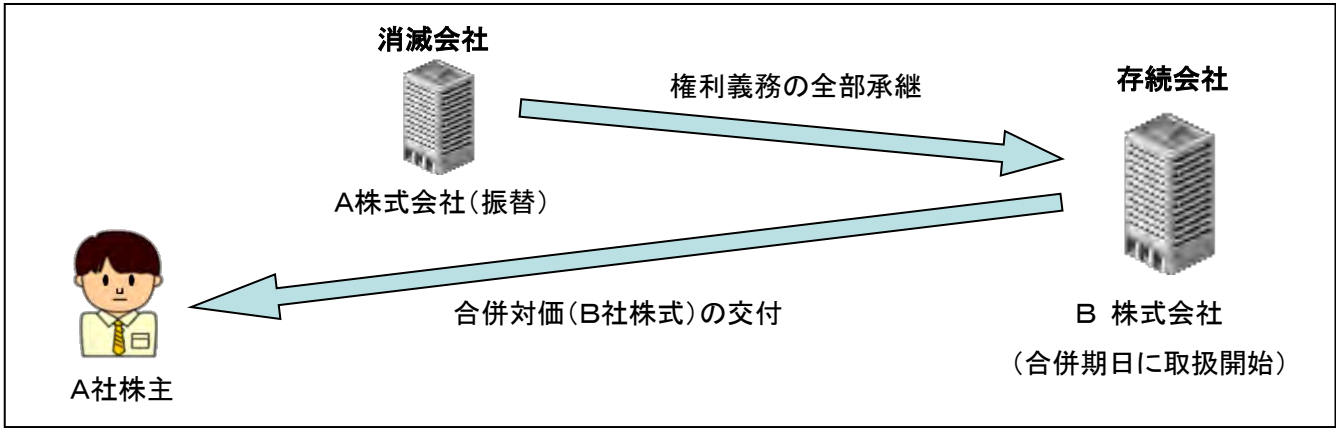 消滅会社
権利義務の全部承継
存続会社
A株式会社(振替)
合併対価(B社株式)の交付
B 株式会社
(合併期日に取扱開始)
A社株主